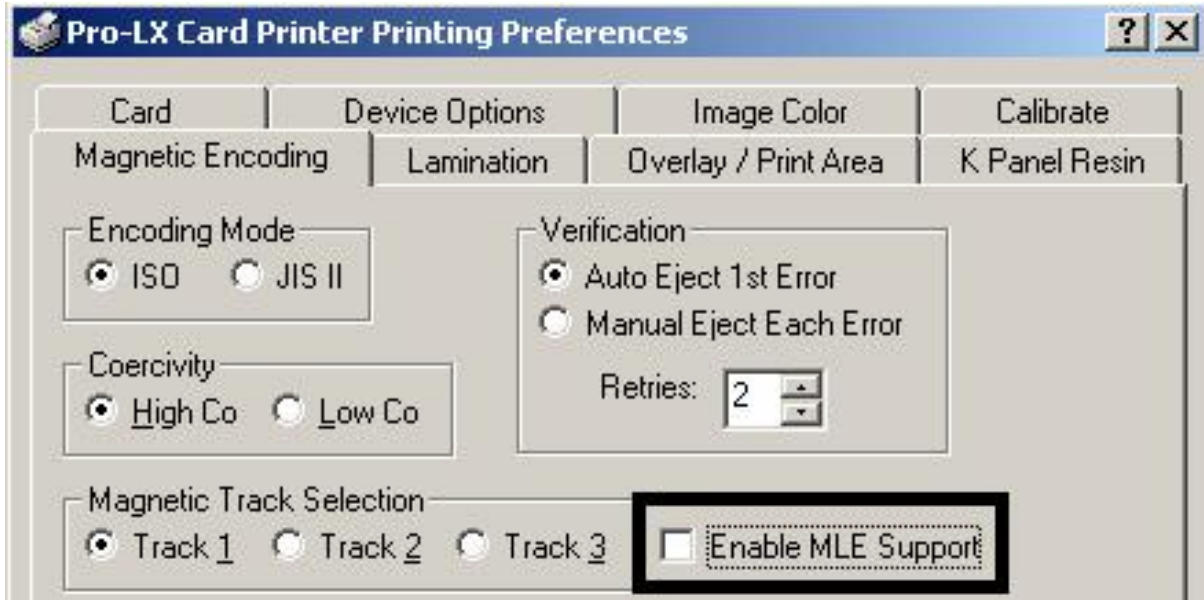 Pro-LX Card Printer Printing Preferences
Card Device Options Image Color Calibrate
Magnetic Encoding Lamination Overlay / Print Area K Panel Resin
Encoding Mode
ISO JIS II
Coercivity
High Co Low Co
Verification
Auto Eject 1st Error
Manual Eject Each Error
Retries: 2
Magnetic Track Selection
Track 1 Track 2 Track 3 Enable MLE Support